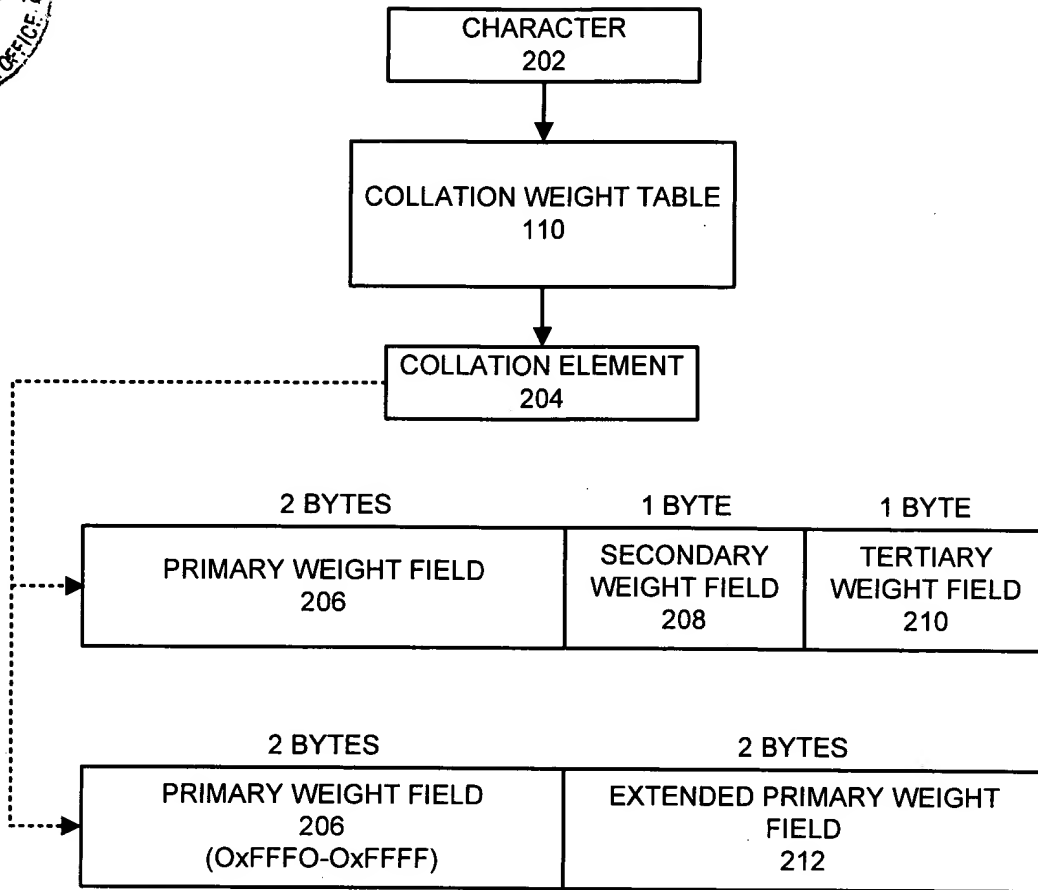 OFFICE
CHARACTER
202
COLLATION WEIGHT TABLE
110
COLLATION ELEMENT
204
2 BYTES 1 BYTE 1 BYTE
PRIMARY WEIGHT FIELD
206
SECONDARY
WEIGHT FIELD
208
TERTIARY
WEIGHT FIELD
210
2 BYTES 2 BYTES
PRIMARY WEIGHT FIELD
206
(OxFFFO-OxFFFF)
EXTENDED PRIMARY WEIGHT
FIELD
212